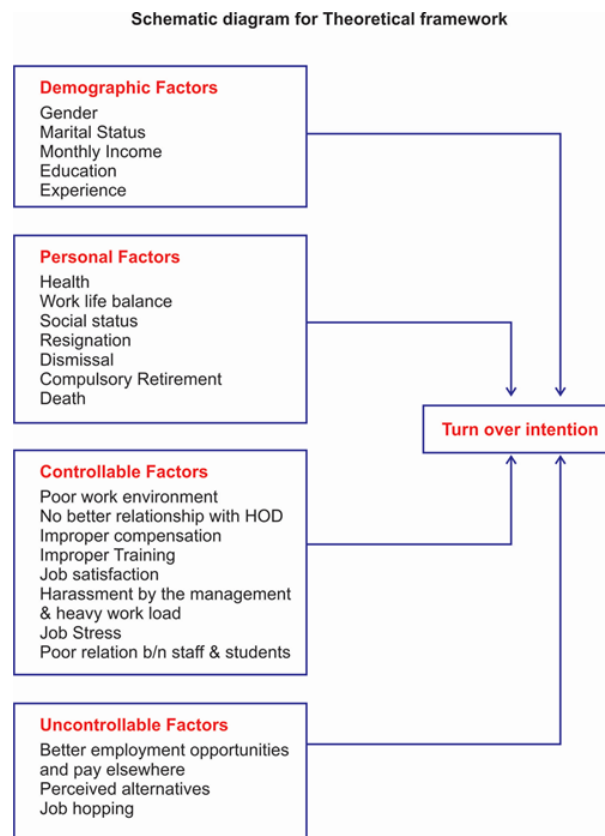 Schematic diagram for Theoretical framework
Demographic Factors
Gender
Marital Status
Monthly Income
Education
Experience
Personal Factors
Health
Work life balance
Social status
Resignation
Dismissal
Compulsory Retirement
Death
Turn over intention
Controllable Factors
Poor work environment
No better relationship with HOD
Improper compensation
Improper Training
Job satisfaction
Harassment by the management
& heavy work load
Job Stress
Poor relation b/n staff & students
Uncontrollable Factors
Better employment opportunities
and pay elsewhere
Perceived alternatives
Job hopping